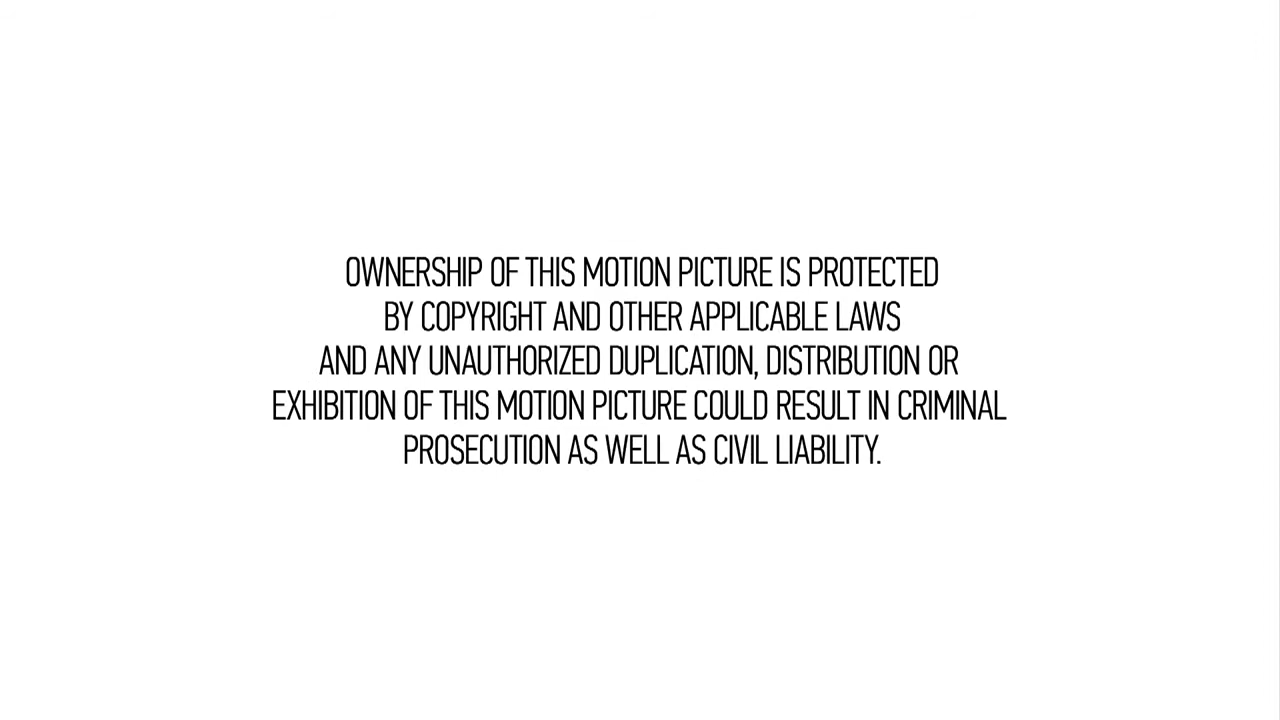 OWNERSHIP OF THIS MOTION PICTURE IS PROTECTED
BY COPYRIGHT AND OTHER APPLICABLE LAWS
AND ANY UNAUTHORIZED DUPLICATION, DISTRIBUTION OR
EXHIBITION OF THIS MOTION PICTURE COULD RESULT IN CRIMINAL
PROSECUTION AS WELL AS CIVIL LIABILITY.